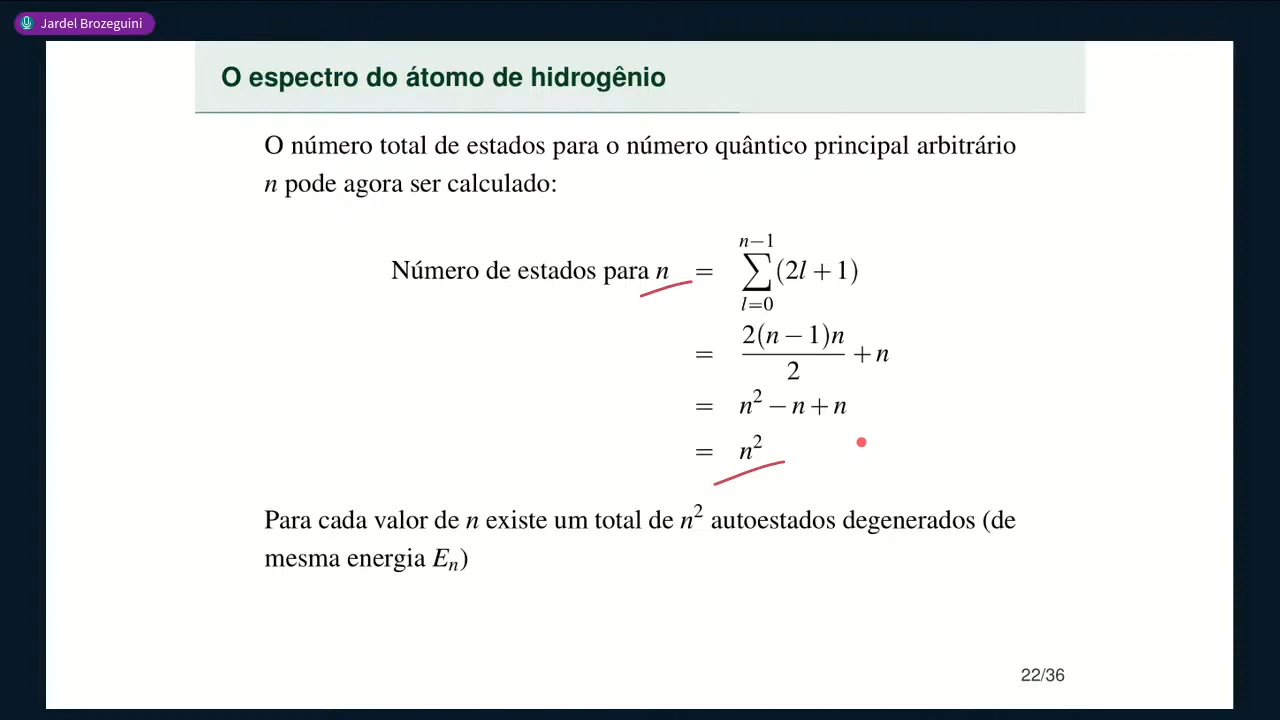 Jardel Brozeguini
O espectro do átomo de hidrogênio
O número total de estados para o número quântico principal arbitrário
n pode agora ser calculado:
Número de estados para n = \sum_{l=0}^{n-1} (2l + 1)
= \frac{2(n-1)n}{2} + n
= n² − n + n
= n²
Para cada valor de n existe um total de n² autoestados degenerados (de
mesma energia Eₙ)
22/36